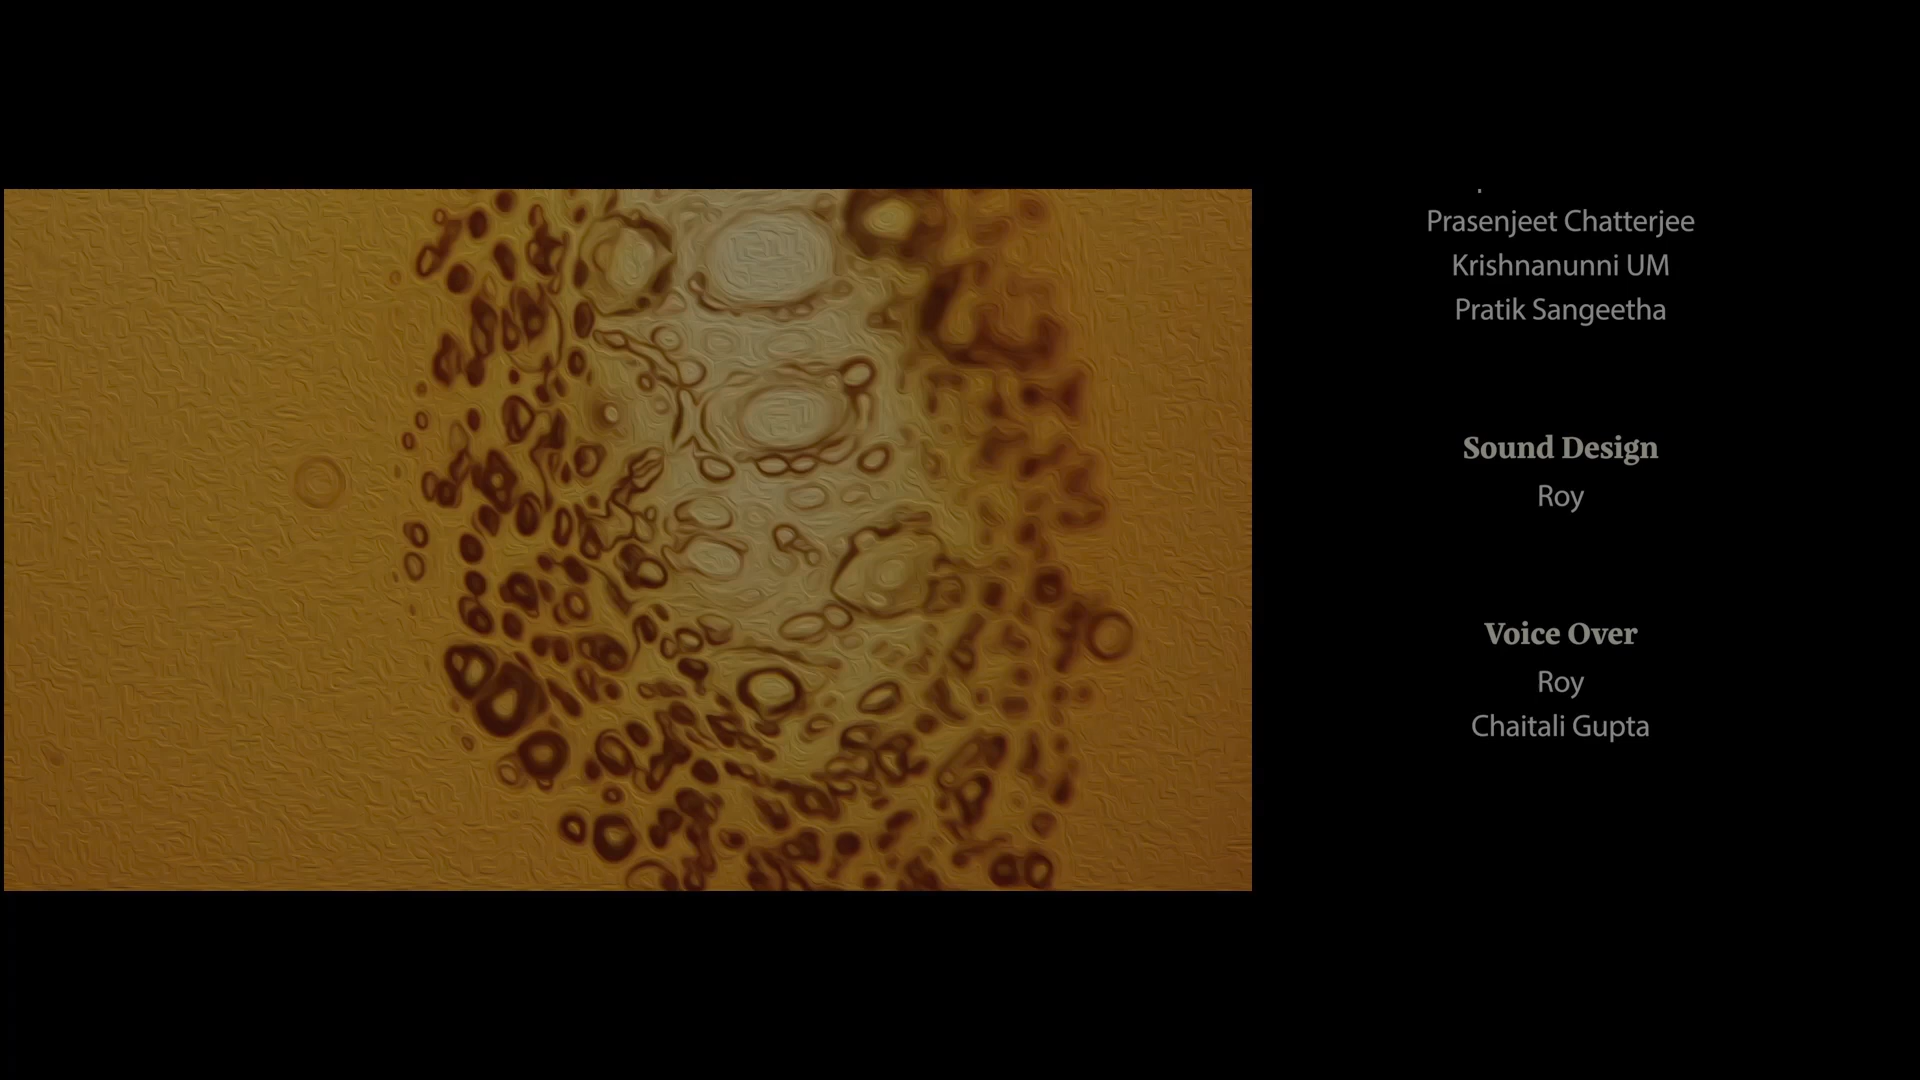 Prasenjeet Chatterjee
Krishnanunni UM
Pratik Sangeetha
Sound Design
Roy
Voice Over
Roy
Chaitali Gupta